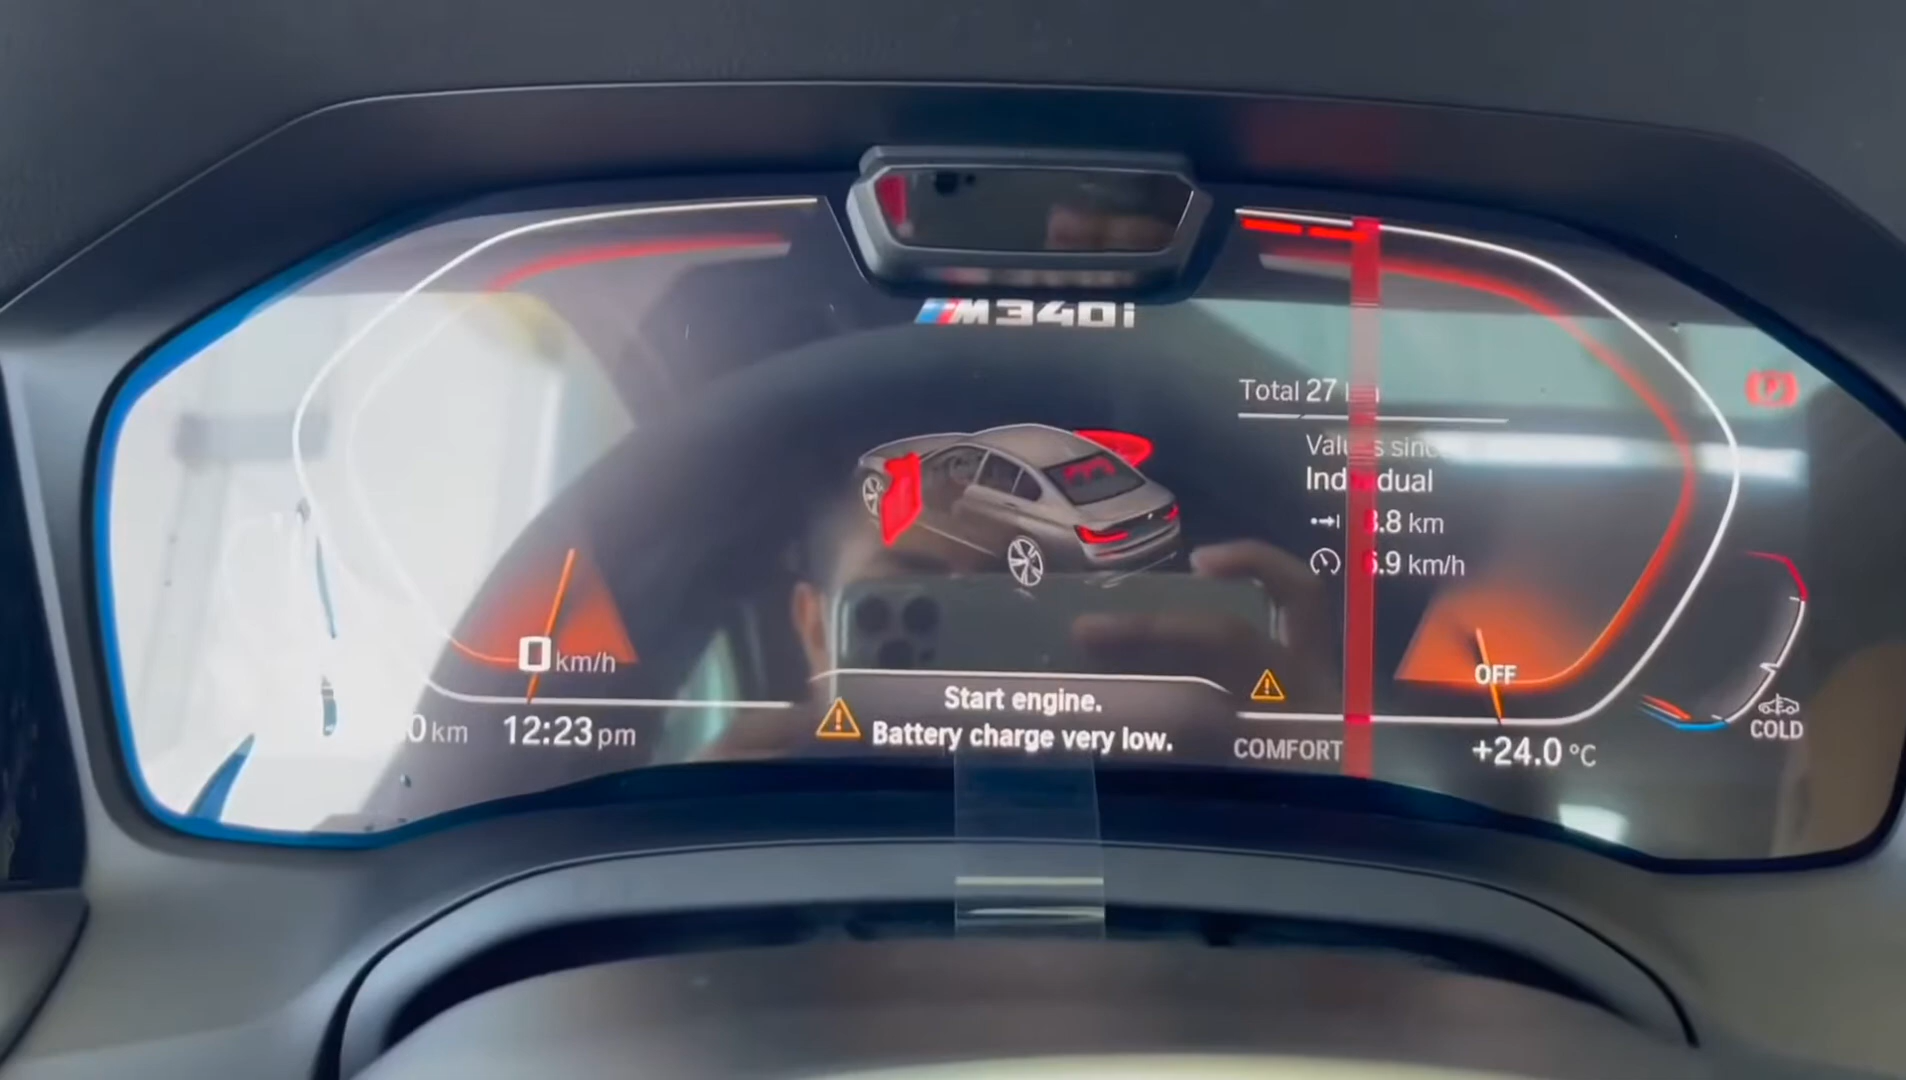 M340i
Total 27
Individual
km
km/h
0 km/h
OFF
Start engine.
Battery charge very low.
0 km 12:23 pm
COMFORT
+24.0 °C
COLD